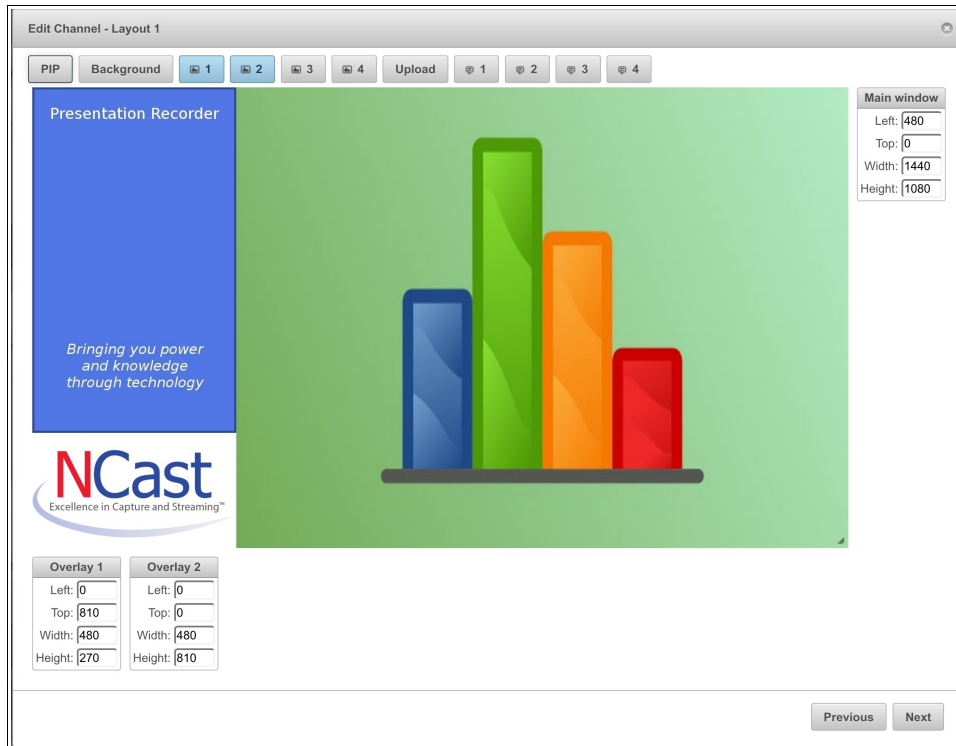 Edit Channel - Layout 1
PIP Background 1 2 3 4 Upload 1 2 3 4
Presentation Recorder
Bringing you power
and knowledge
through technology
NCast
Excellence in Capture and Streaming™
Main window
Left: 480
Top: 0
Width: 1440
Height: 1080
Overlay 1
Left: 0
Top: 810
Width: 480
Height: 270
Overlay 2
Left: 0
Top: 0
Width: 480
Height: 810
Previous Next